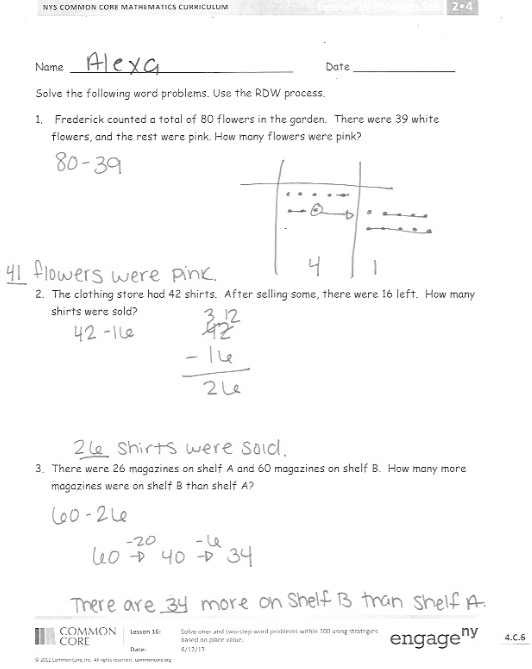 NYS COMMON CORE MATHEMATICS CURRICULUM Lesson 16 Problem Set 2•4
Name Alexa Date
Solve the following word problems. Use the RDW process.
1. Frederick counted a total of 80 flowers in the garden. There were 39 white
flowers, and the rest were pink. How many flowers were pink?
80-39
4 1
41 flowers were pink.
2. The clothing store had 42 shirts. After selling some, there were 16 left. How many
shirts were sold?
42-16
3 12
42
- 16
26
26 shirts were sold.
3. There were 26 magazines on shelf A and 60 magazines on shelf B. How many more
magazines were on shelf B than shelf A?
60-26
-20 -6
60 → 40 → 34
There are 34 more on Shelf B than Shelf A.
COMMON CORE
Lesson 16: Solve one- and two-step word problems within 100 using strategies
based on place value.
Date: 6/12/13
engageny
4.C.6
© 2012 Common Core, Inc. All rights reserved. commoncore.org